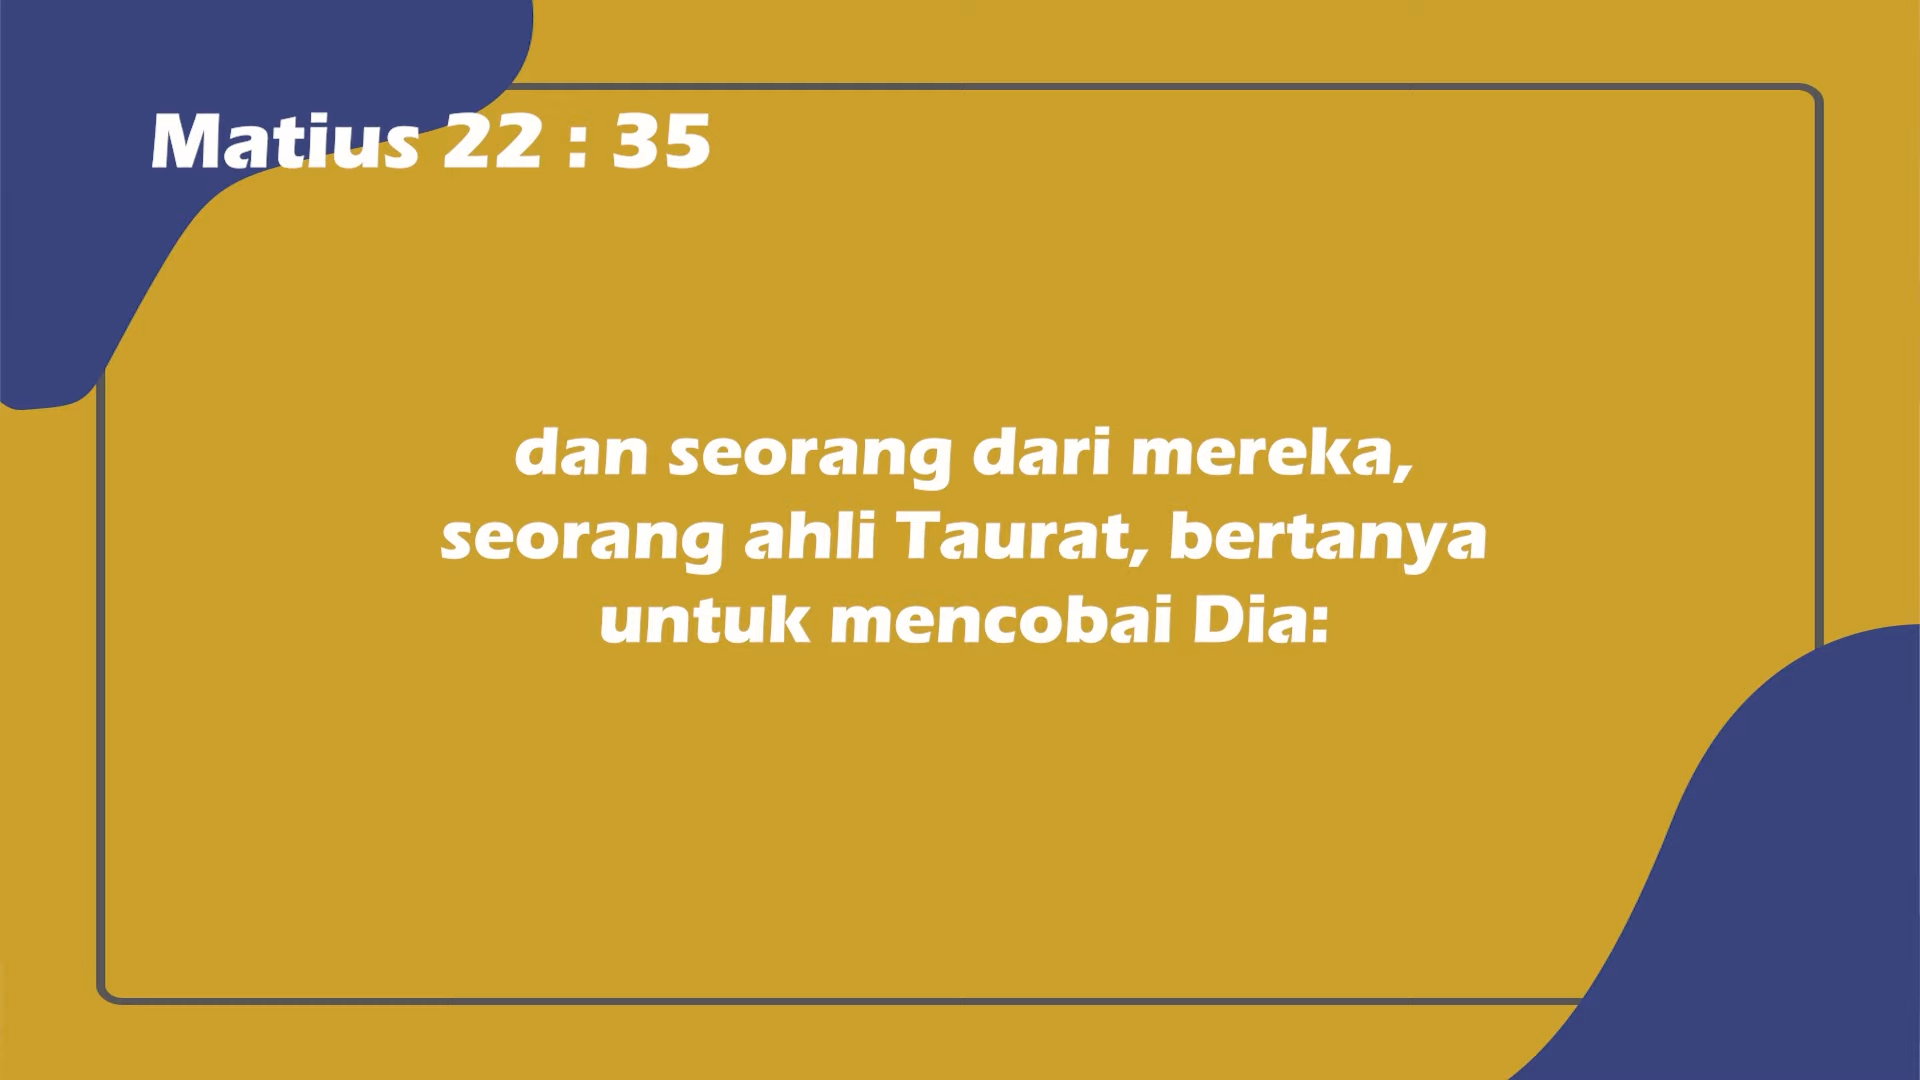 Matius 22 : 35
dan seorang dari mereka,
seorang ahli Taurat, bertanya
untuk mencobai Dia: